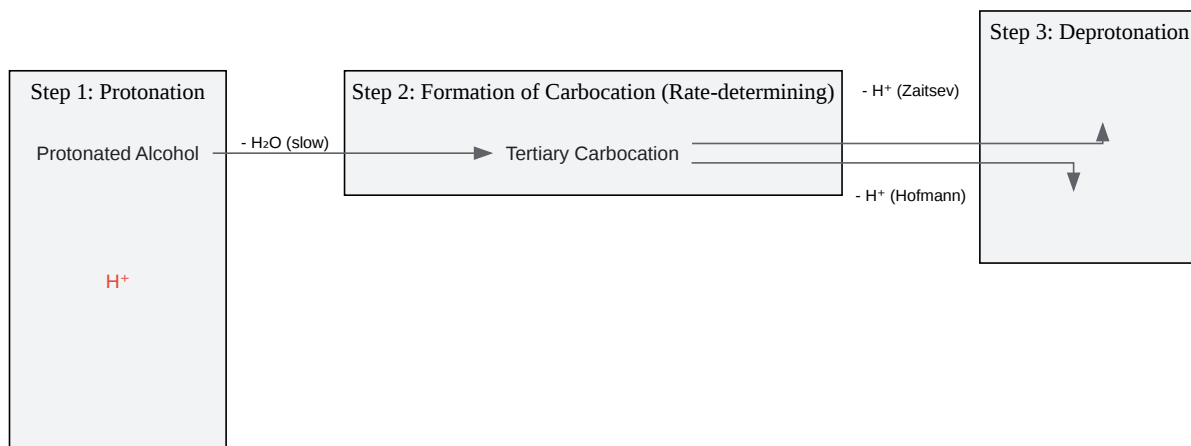 Step 1: Protonation
Protonated Alcohol
H⁺
- H₂O (slow)
Step 2: Formation of Carbocation (Rate-determining)
Tertiary Carbocation
- H⁺ (Zaitsev)
- H⁺ (Hofmann)
Step 3: Deprotonation